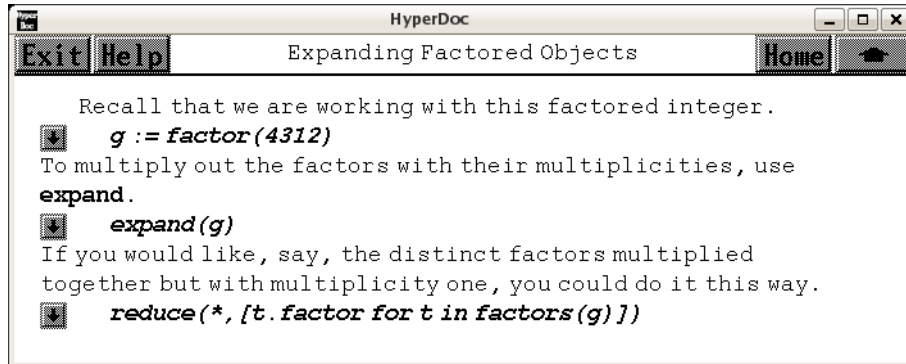 Hyper Doc
HyperDoc
Exit Help Expanding Factored Objects Home
Recall that we are working with this factored integer.
g := factor(4312)
To multiply out the factors with their multiplicities, use
expand.
expand(g)
If you would like, say, the distinct factors multiplied
together but with multiplicity one, you could do it this way.
reduce(*,[t.factor for t in factors(g)])